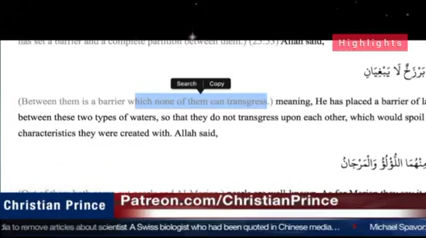 has set a barrier and a complete partition between them.) (25:53) Allah said,
Highlights
بَرْزَخٌ لَا يَبْغِيَانِ
Search Copy
(Between them is a barrier which none of them can transgress.) meaning, He has placed a barrier of la
between these two types of waters, so that they do not transgress upon each other, which would spoil
characteristics they were created with. Allah said,
مِنْهُمَا اللُّؤْلُؤُ وَالْمَرْجَانُ
Christian Prince
Patreon.com/ChristianPrince
dia to remove articles about scientist A Swiss biologist who had been quoted in Chinese media...
Michael Spavor